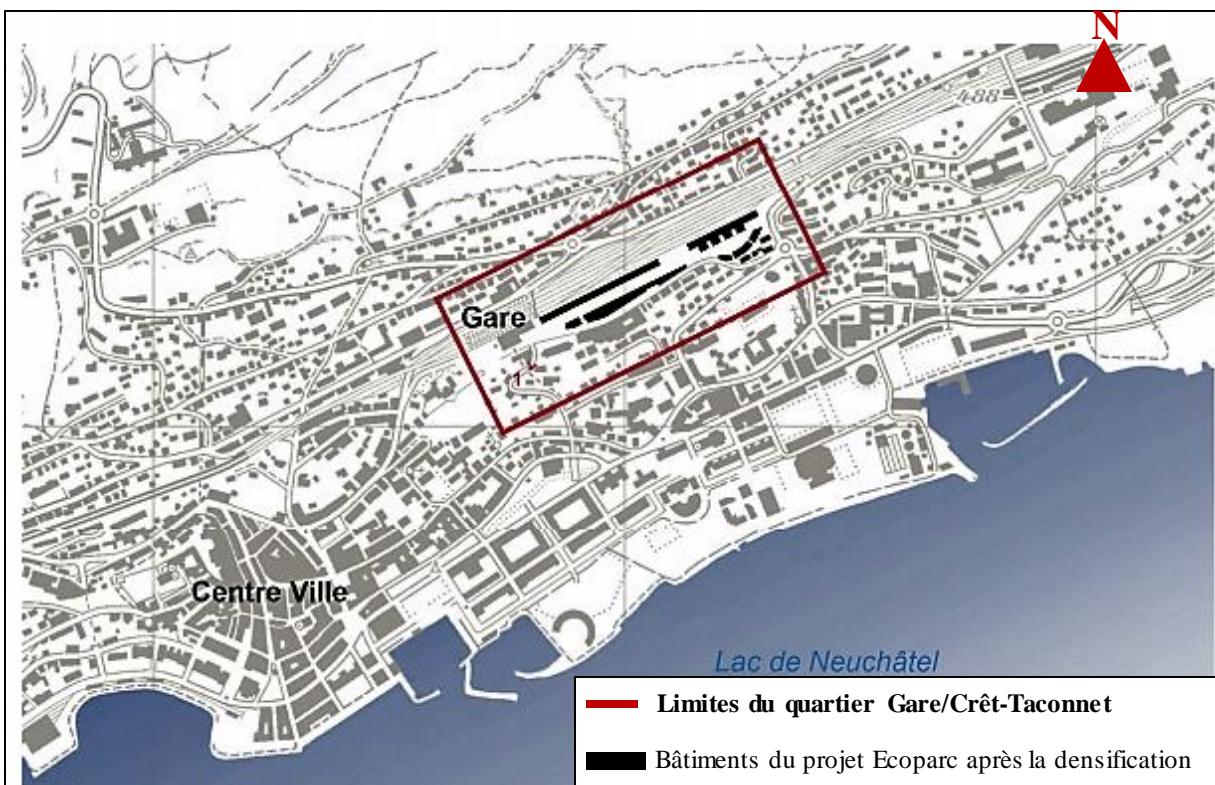 N
488
Gare
Centre Ville
Lac de Neuchâtel
Limites du quartier Gare/Crêt-Taconnet
Bâtiments du projet Ecoparc après la densification